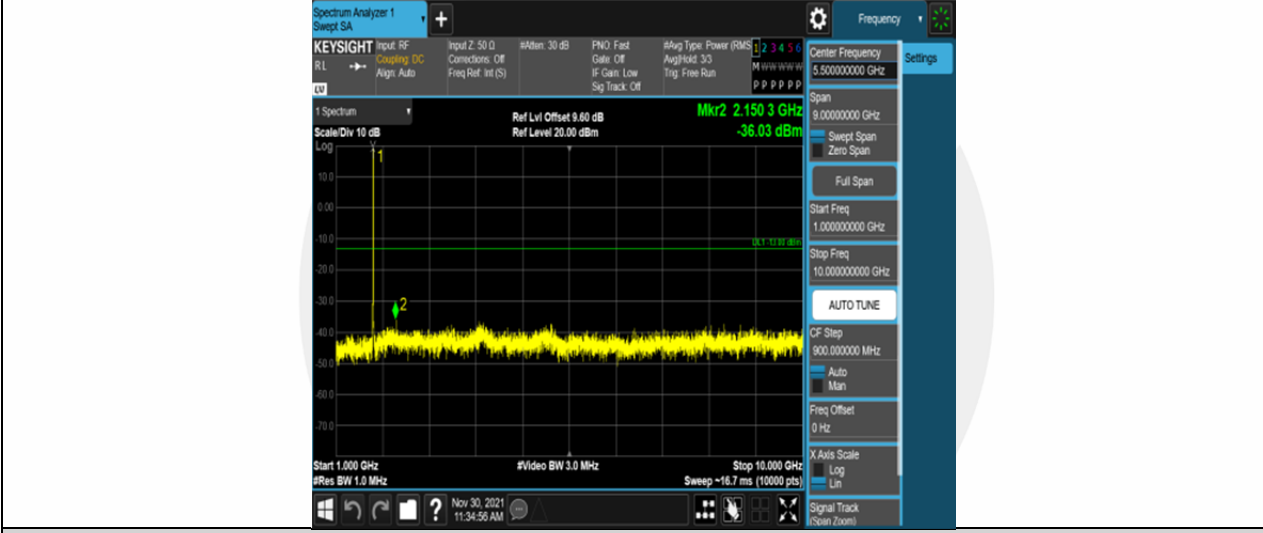 Spectrum Analyzer 1
Swept SA
+
Frequency
KEYSIGHT
RL
LXI
Input: RF
Coupling: DC
Align: Auto
Input Z: 50 Ω
Corrections: Off
Freq Ref: Int (S)
#Atten: 30 dB
PNO: Fast
Gate: Off
IF Gain: Low
Sig Track: Off
#Avg Type: Power (RMS
Avg|Hold: 3/3
Trig: Free Run
1 2 3 4 5 6
M W W W W W
P P P P P P
1 Spectrum
Scale/Div 10 dB
Log
Ref Lvl Offset 9.60 dB
Ref Level 20.00 dBm
Mkr2 2.150 3 GHz
-36.03 dBm
1
10.0
0.00
-10.0
DL1 -13.00 dBm
-20.0
-30.0
2
-40.0
-50.0
-60.0
-70.0
Start 1.000 GHz
#Res BW 1.0 MHz
#Video BW 3.0 MHz
Stop 10.000 GHz
Sweep ~16.7 ms (10000 pts)
?
Nov 30, 2021
11:34:56 AM
Center Frequency
5.500000000 GHz
Settings
Span
9.00000000 GHz
Swept Span
Zero Span
Full Span
Start Freq
1.000000000 GHz
Stop Freq
10.000000000 GHz
AUTO TUNE
CF Step
900.000000 MHz
Auto
Man
Freq Offset
0 Hz
X Axis Scale
Log
Lin
Signal Track
(Span Zoom)